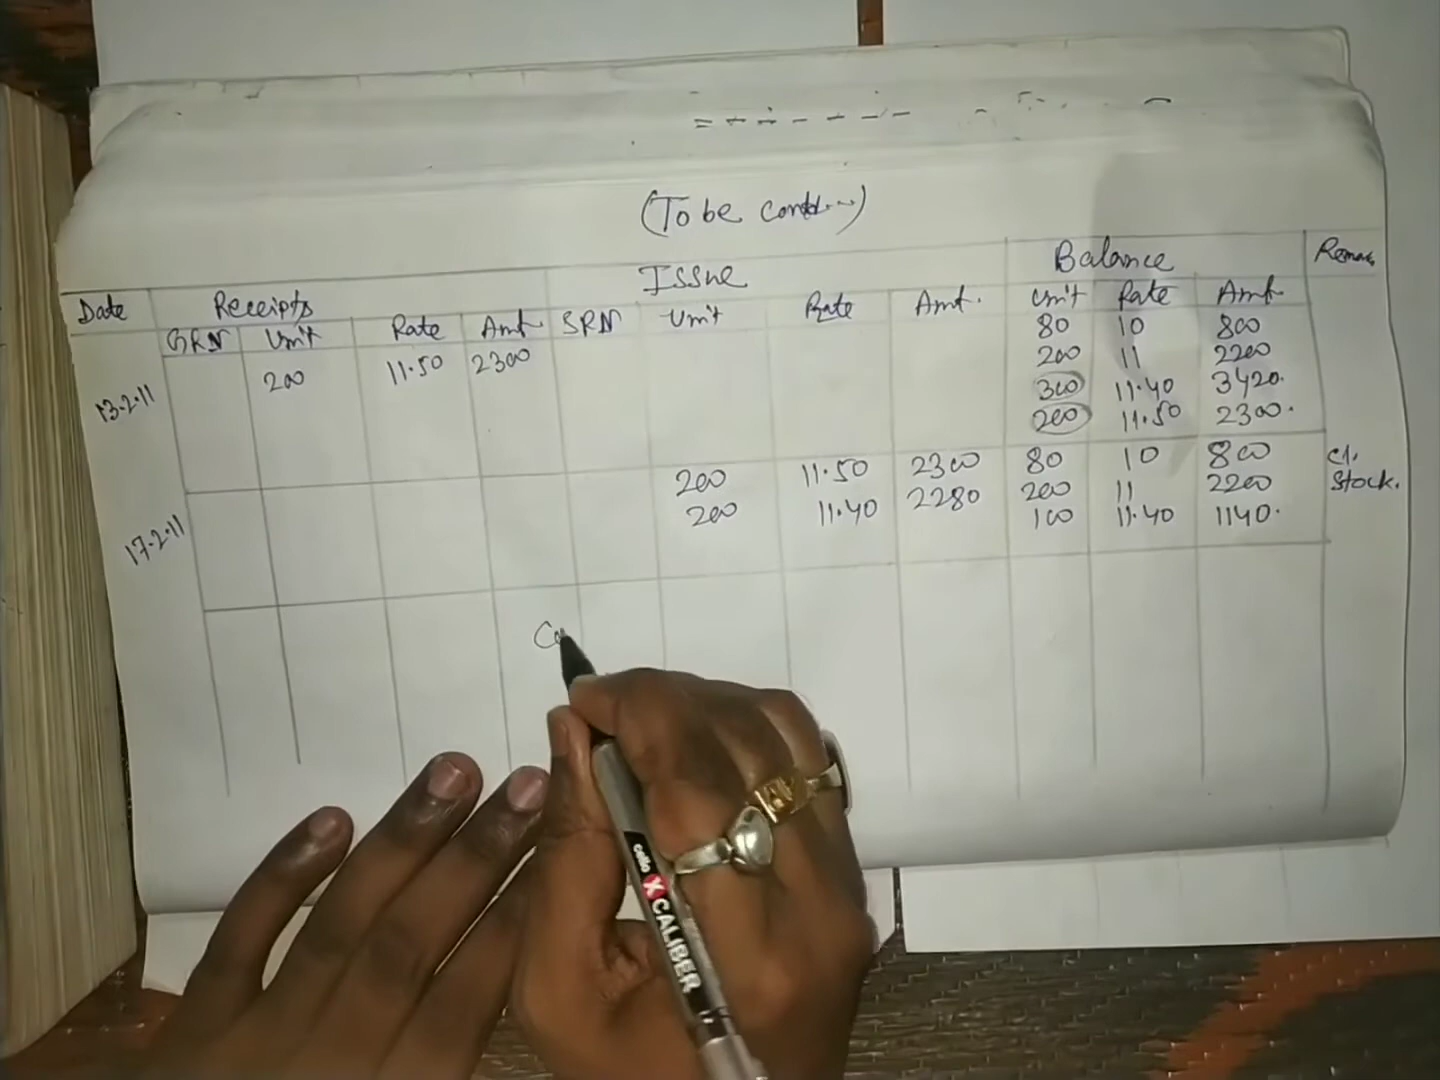 (To be contd...)
Date Receipts Issue Balance Remar
GRN Unit Rate Amt SRN Unit Rate Amt. Unit Rate Amt
13-2-11 200 11.50 2300 80 10 800
200 11 2200
300 11.40 3420.
200 11.50 2300.
17-2-11 200 11.50 2300 80 10 800 cl.
200 11.40 2280 200 11 2200 Stock.
100 11.40 1140.
Co
cello XCALIBER